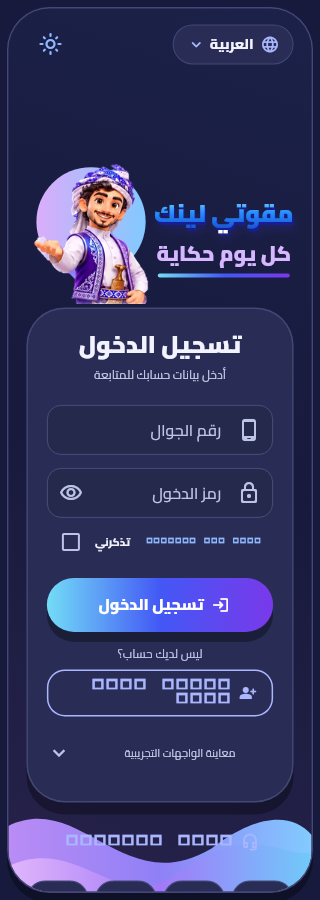 العربية
مقوتي لينك
كل يوم حكاية
تسجيل الدخول
أدخل بيانات حسابك للمتابعة
رقم الجوال
رمز الدخول
تذكرني
تسجيل الدخول
ليس لديك حساب؟
معاينة الواجهات التجريبية